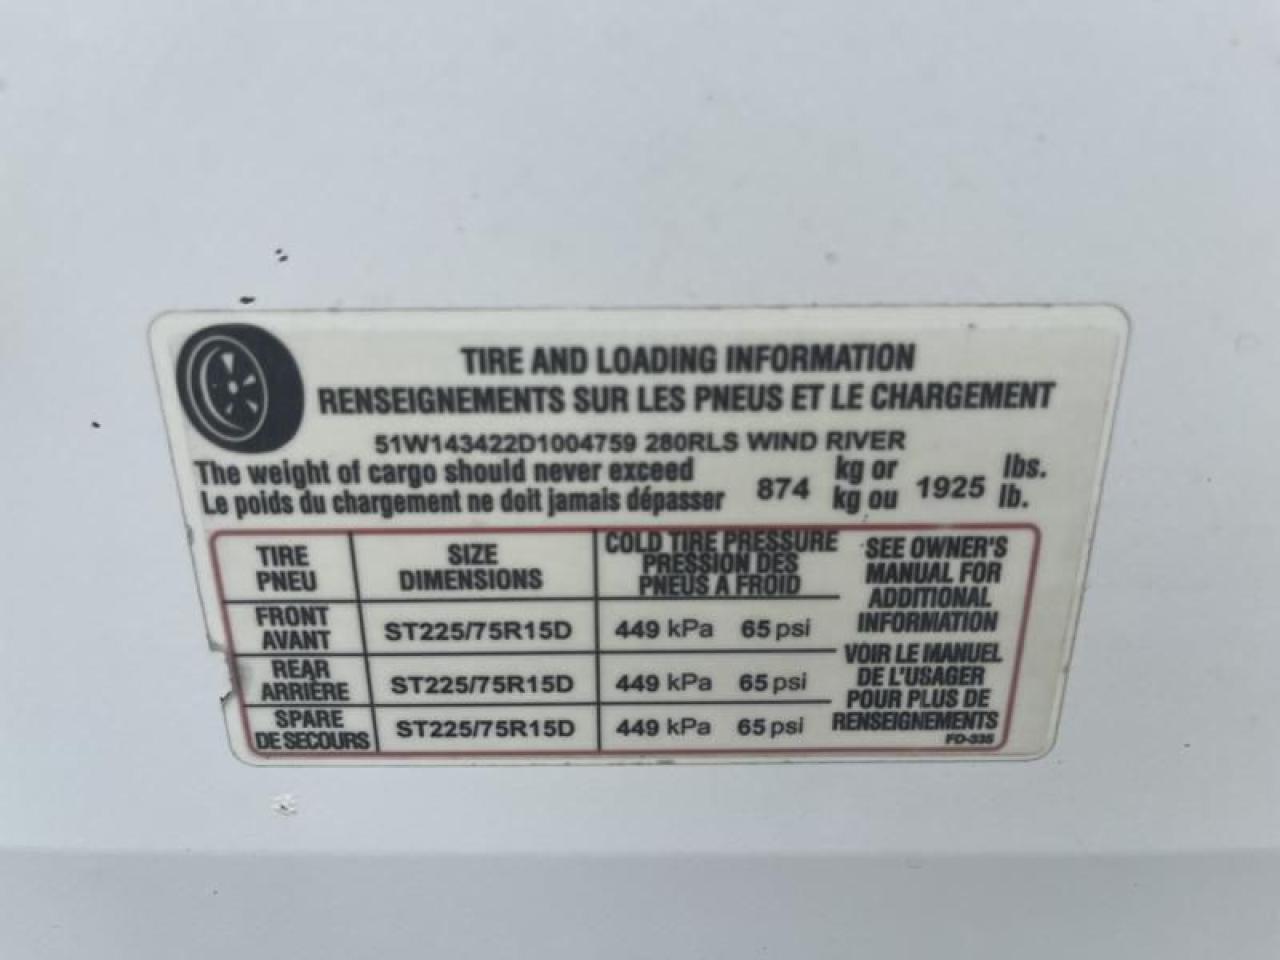 TIRE AND LOADING INFORMATION
RENSEIGNEMENTS SUR LES PNEUS ET LE CHARGEMENT
51W143422D1004759 280RLS WIND RIVER
The weight of cargo should never exceed 874 kg or 1925 lbs.
Le poids du chargement ne doit jamais dépasser kg ou lb.
TIRE
PNEU
SIZE
DIMENSIONS
COLD TIRE PRESSURE
PRESSION DES
PNEUS A FROID
FRONT
AVANT
ST225/75R15D 449 kPa 65 psi
REAR
ARRIÈRE
ST225/75R15D 449 kPa 65 psi
SPARE
DE SECOURS
ST225/75R15D 449 kPa 65 psi
SEE OWNER'S
MANUAL FOR
ADDITIONAL
INFORMATION
VOIR LE MANUEL
DE L'USAGER
POUR PLUS DE
RENSEIGNEMENTS
FD-335